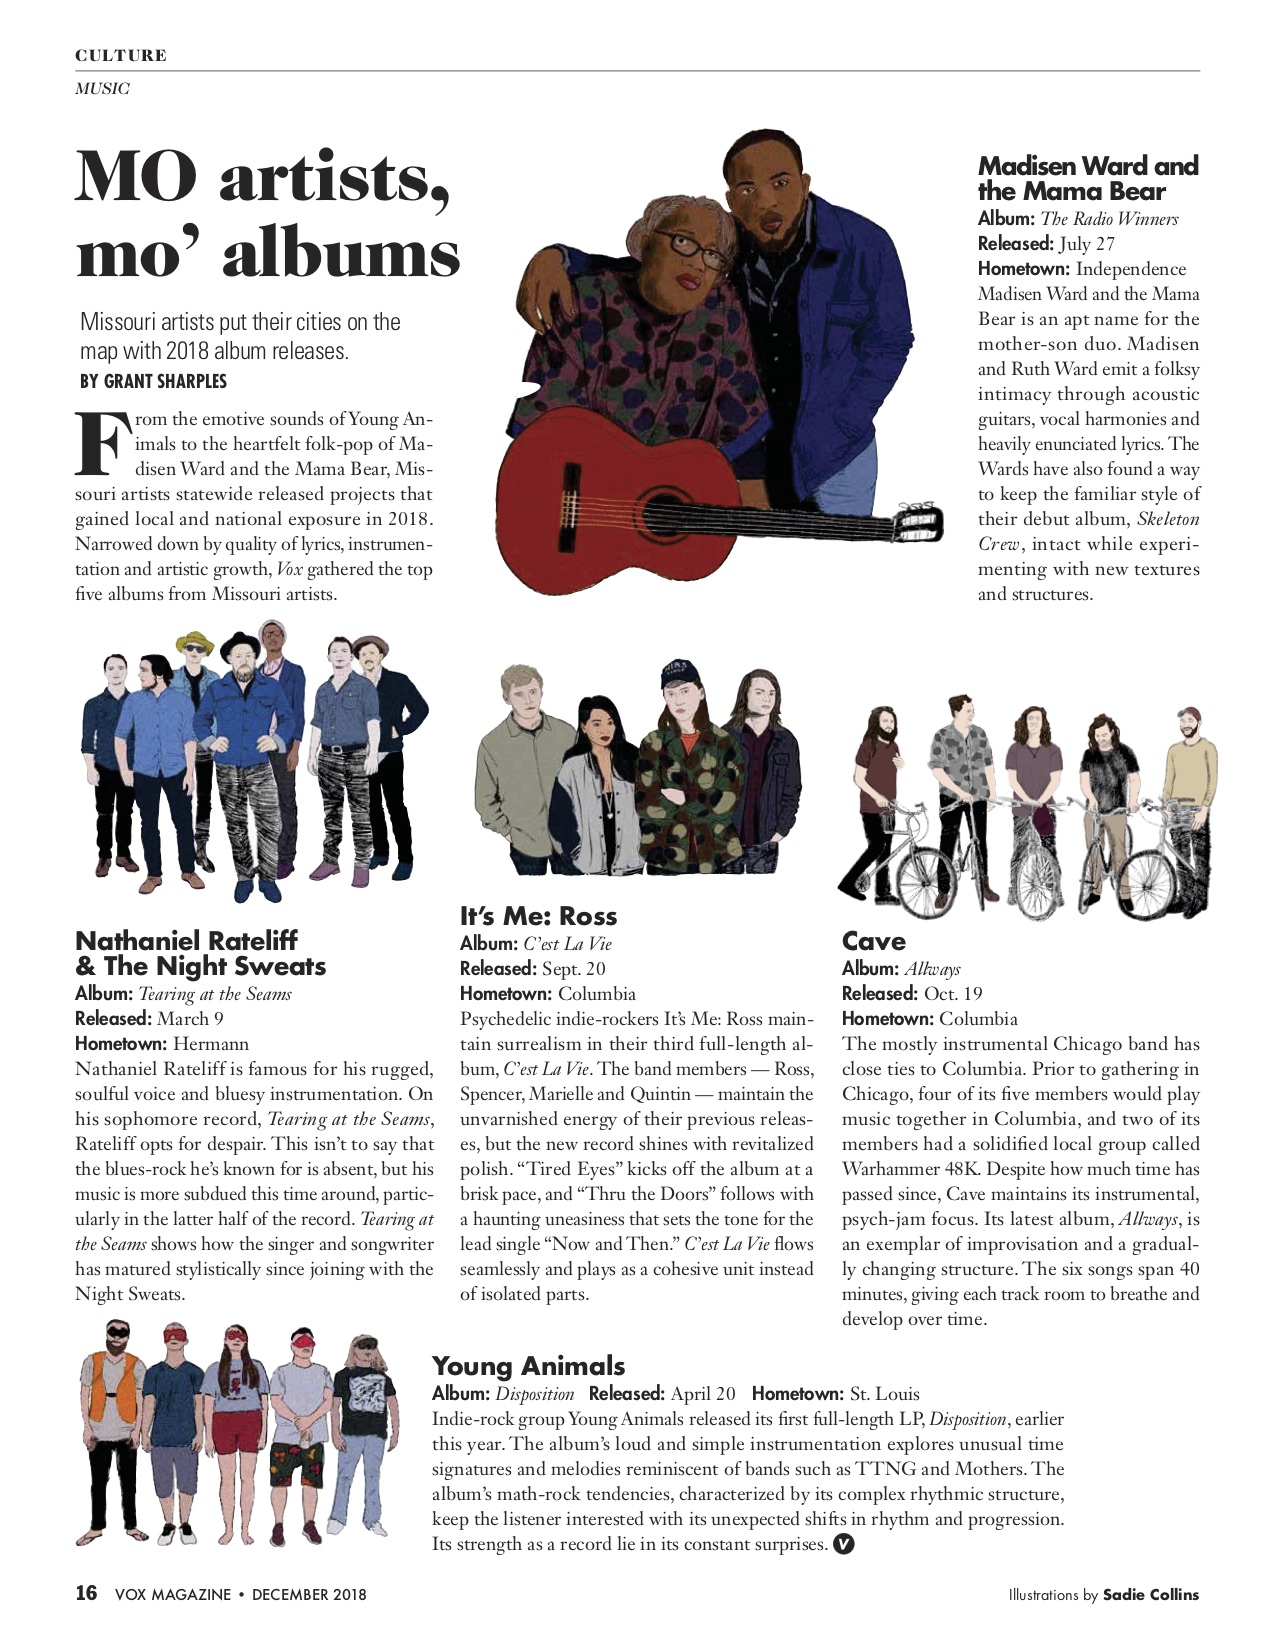 CULTURE
MUSIC
MO artists,
mo’ albums
Missouri artists put their cities on the
map with 2018 album releases.
BY GRANT SHARPLES
From the emotive sounds of Young An-
imals to the heartfelt folk-pop of Ma-
disen Ward and the Mama Bear, Mis-
souri artists statewide released projects that
gained local and national exposure in 2018.
Narrowed down by quality of lyrics, instrumen-
tation and artistic growth, Vox gathered the top
five albums from Missouri artists.
Madisen Ward and
the Mama Bear
Album: The Radio Winners
Released: July 27
Hometown: Independence
Madisen Ward and the Mama
Bear is an apt name for the
mother-son duo. Madisen
and Ruth Ward emit a folksy
intimacy through acoustic
guitars, vocal harmonies and
heavily enunciated lyrics. The
Wards have also found a way
to keep the familiar style of
their debut album, Skeleton
Crew, intact while experi-
menting with new textures
and structures.
Nathaniel Rateliff
& The Night Sweats
Album: Tearing at the Seams
Released: March 9
Hometown: Hermann
Nathaniel Rateliff is famous for his rugged,
soulful voice and bluesy instrumentation. On
his sophomore record, Tearing at the Seams,
Rateliff opts for despair. This isn’t to say that
the blues-rock he’s known for is absent, but his
music is more subdued this time around, partic-
ularly in the latter half of the record. Tearing at
the Seams shows how the singer and songwriter
has matured stylistically since joining with the
Night Sweats.
It’s Me: Ross
Album: C’est La Vie
Released: Sept. 20
Hometown: Columbia
Psychedelic indie-rockers It’s Me: Ross main-
tain surrealism in their third full-length al-
bum, C’est La Vie. The band members — Ross,
Spencer, Marielle and Quintin — maintain the
unvarnished energy of their previous releas-
es, but the new record shines with revitalized
polish. “Tired Eyes” kicks off the album at a
brisk pace, and “Thru the Doors” follows with
a haunting uneasiness that sets the tone for the
lead single “Now and Then.” C’est La Vie flows
seamlessly and plays as a cohesive unit instead
of isolated parts.
Cave
Album: Allways
Released: Oct. 19
Hometown: Columbia
The mostly instrumental Chicago band has
close ties to Columbia. Prior to gathering in
Chicago, four of its five members would play
music together in Columbia, and two of its
members had a solidified local group called
Warhammer 48K. Despite how much time has
passed since, Cave maintains its instrumental,
psych-jam focus. Its latest album, Allways, is
an exemplar of improvisation and a gradual-
ly changing structure. The six songs span 40
minutes, giving each track room to breathe and
develop over time.
Young Animals
Album: Disposition Released: April 20 Hometown: St. Louis
Indie-rock group Young Animals released its first full-length LP, Disposition, earlier
this year. The album’s loud and simple instrumentation explores unusual time
signatures and melodies reminiscent of bands such as TTNG and Mothers. The
album’s math-rock tendencies, characterized by its complex rhythmic structure,
keep the listener interested with its unexpected shifts in rhythm and progression.
Its strength as a record lie in its constant surprises. V
16 VOX MAGAZINE • DECEMBER 2018
Illustrations by Sadie Collins